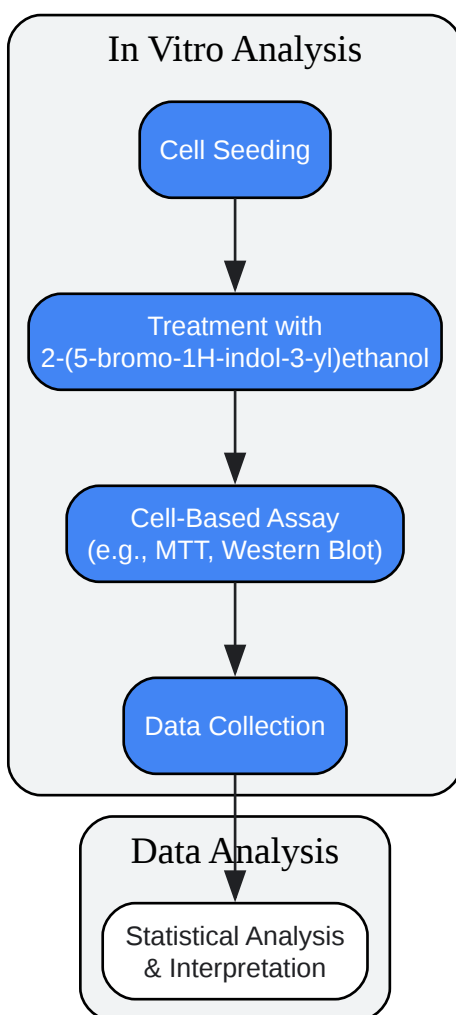 In Vitro Analysis
Cell Seeding
Treatment with
2-(5-bromo-1H-indol-3-yl)ethanol
Cell-Based Assay
(e.g., MTT, Western Blot)
Data Collection
Data Analysis
Statistical Analysis
& Interpretation